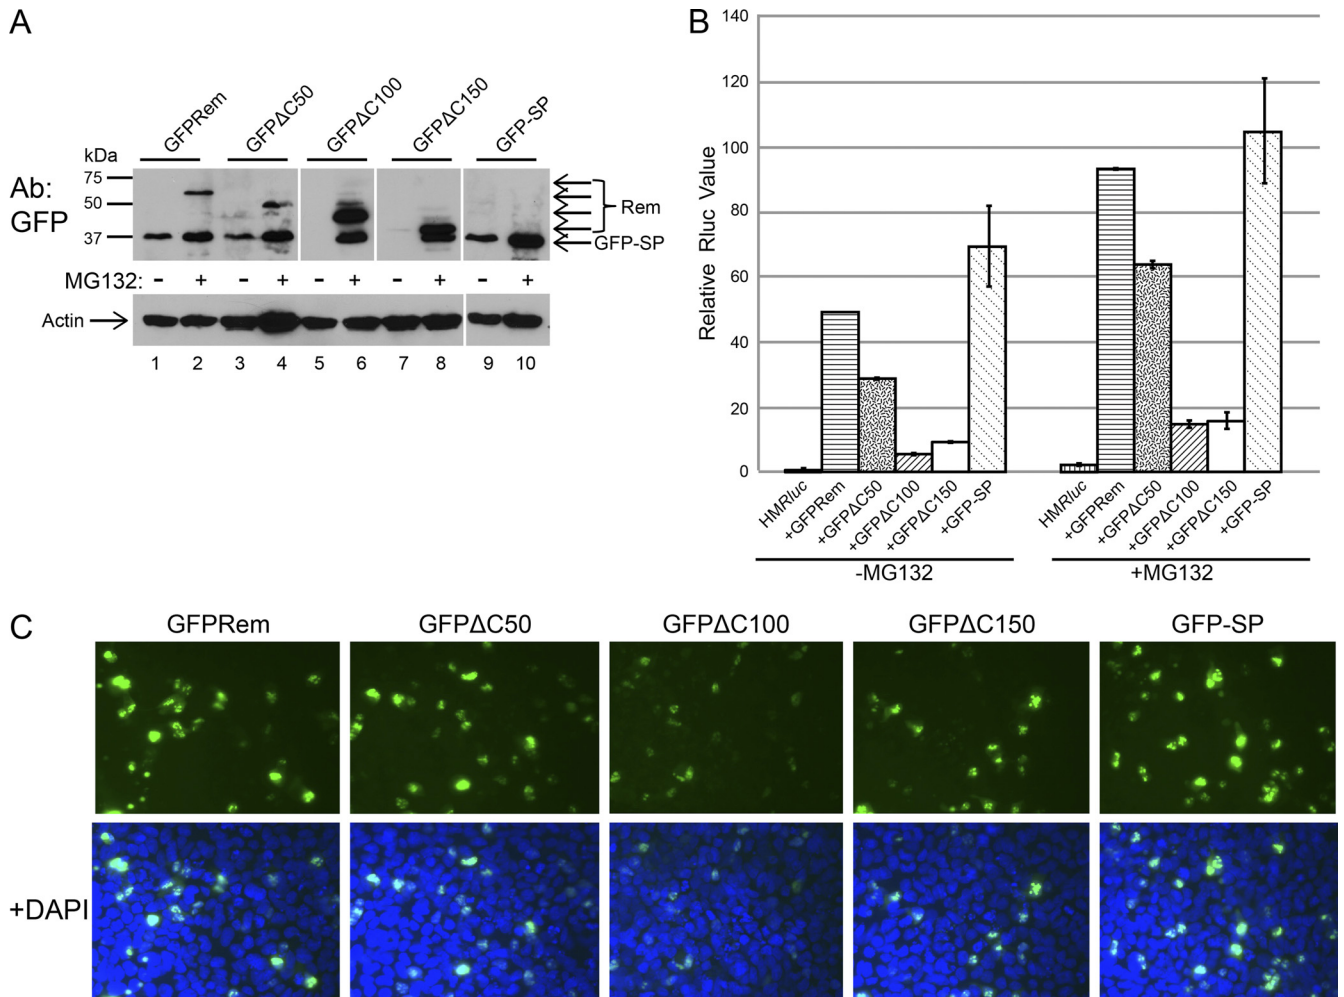 A
GFPRem
GFPΔC50
GFPΔC100
GFPΔC150
GFP-SP
kDa
75
50
37
Ab:
GFP
Rem
GFP-SP
MG132: - + - + - + - + - +
Actin
1 2 3 4 5 6 7 8 9 10
B
Relative Rluc Value
140
120
100
80
60
40
20
0
HMRluc
+GFPRem
+GFPΔC50
+GFPΔC100
+GFPΔC150
+GFP-SP
HMRluc
+GFPRem
+GFPΔC50
+GFPΔC100
+GFPΔC150
+GFP-SP
-MG132
+MG132
C
GFPRem
GFPΔC50
GFPΔC100
GFPΔC150
GFP-SP
+DAPI